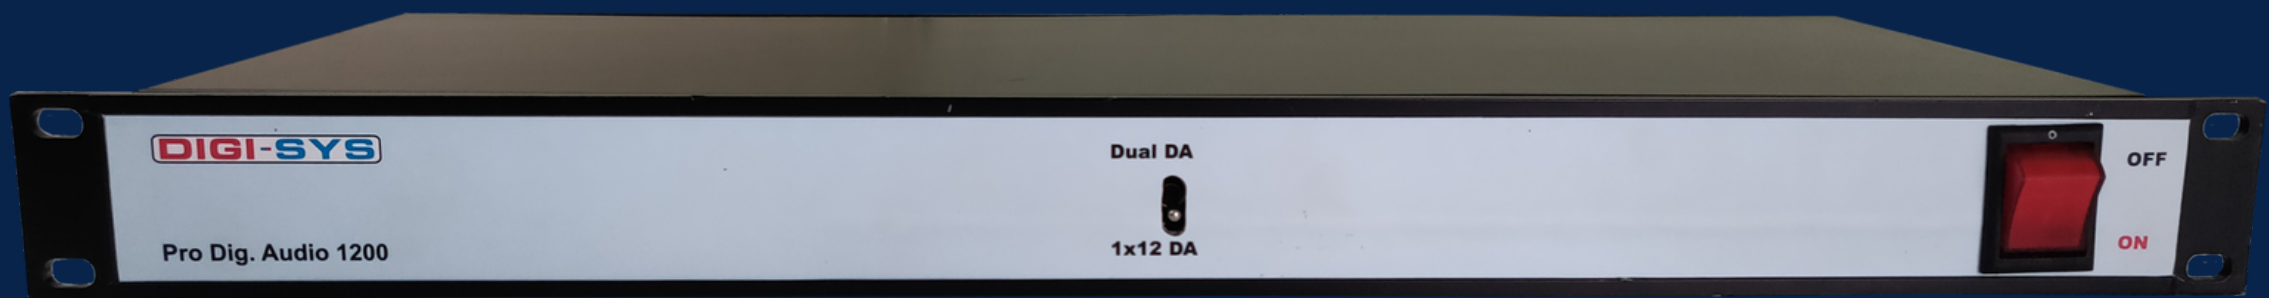 DIGI-SYS
Dual DA
OFF
Pro Dig. Audio 1200
1x12 DA
ON